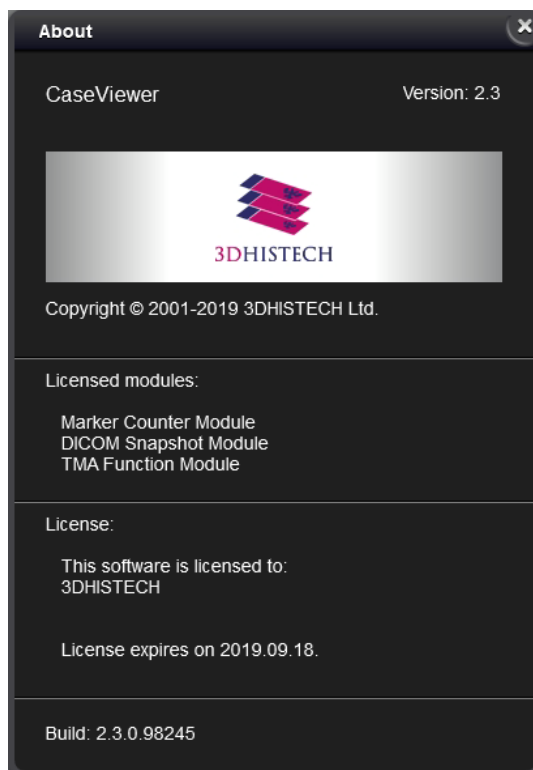 About
CaseViewer
Version: 2.3
3DHISTECH
Copyright © 2001-2019 3DHISTECH Ltd.
Licensed modules:
Marker Counter Module
DICOM Snapshot Module
TMA Function Module
License:
This software is licensed to:
3DHISTECH
License expires on 2019.09.18.
Build: 2.3.0.98245